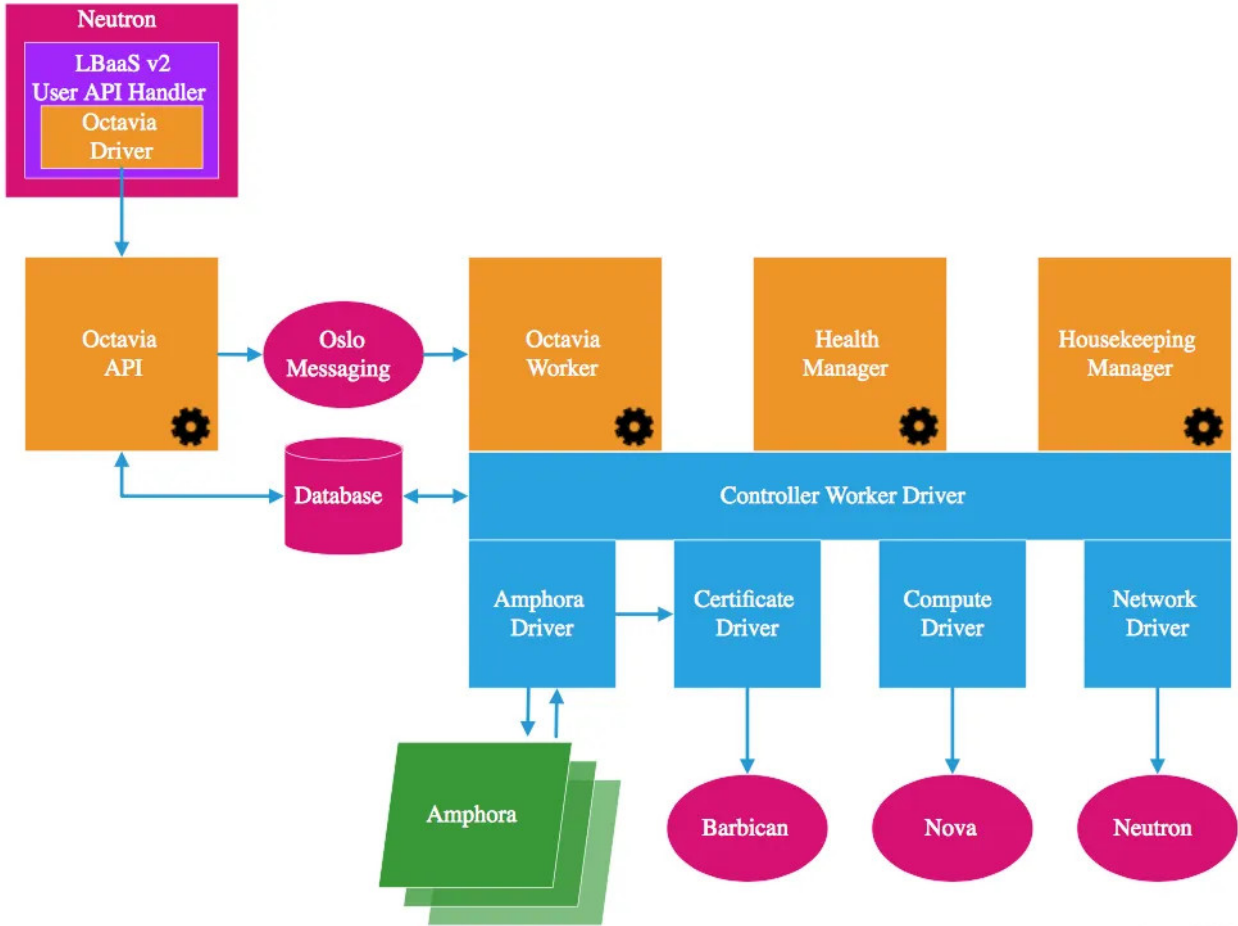 Neutron
LBaaS v2
User API Handler
Octavia
Driver
Octavia
API
Oslo
Messaging
Octavia
Worker
Health
Manager
Housekeeping
Manager
Database
Controller Worker Driver
Amphora
Driver
Certificate
Driver
Compute
Driver
Network
Driver
Amphora
Barbican
Nova
Neutron